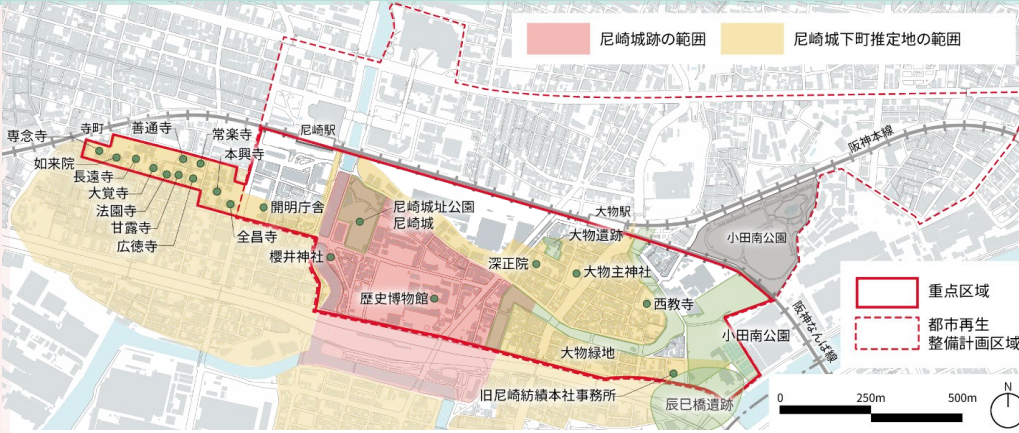 尼崎城跡の範囲
尼崎城下町推定地の範囲
専念寺
寺町
善通寺
常楽寺
本興寺
尼崎駅
阪神本線
如来院
長遠寺
大覚寺
法園寺
甘露寺
広徳寺
全昌寺
開明庁舎
櫻井神社
尼崎城址公園
尼崎城
大物駅
大物遺跡
小田南公園
深正院
大物主神社
歴史博物館
西教寺
重点区域
都市再生
整備計画区域
阪神なんば線
小田南公園
大物緑地
旧尼崎紡績本社事務所
辰巳橋遺跡
0
250m
500m
N